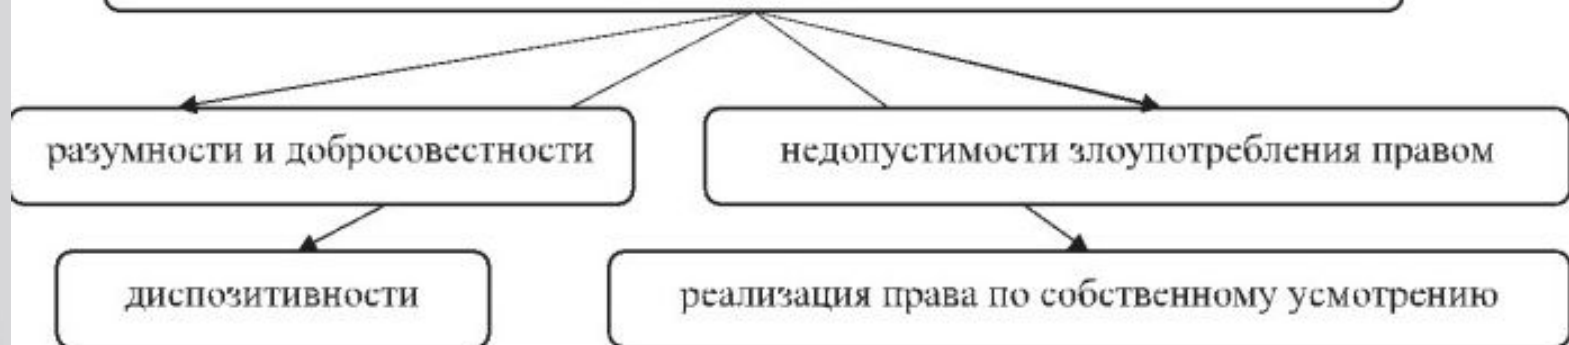 разумности и добросовестности
недопустимости злоупотребления правом
диспозитивности
реализация права по собственному усмотрению